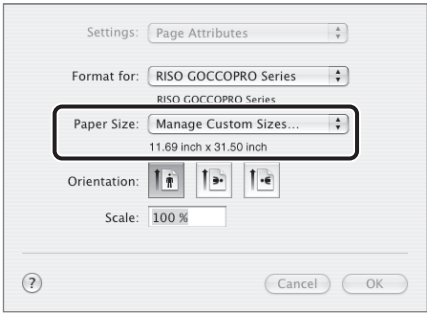 Settings: Page Attributes
Format for: RISO GOCCOPRO Series
RISO GOCCOPRO Series
Paper Size: Manage Custom Sizes...
11.69 inch x 31.50 inch
Orientation:
Scale: 100 %
? Cancel OK